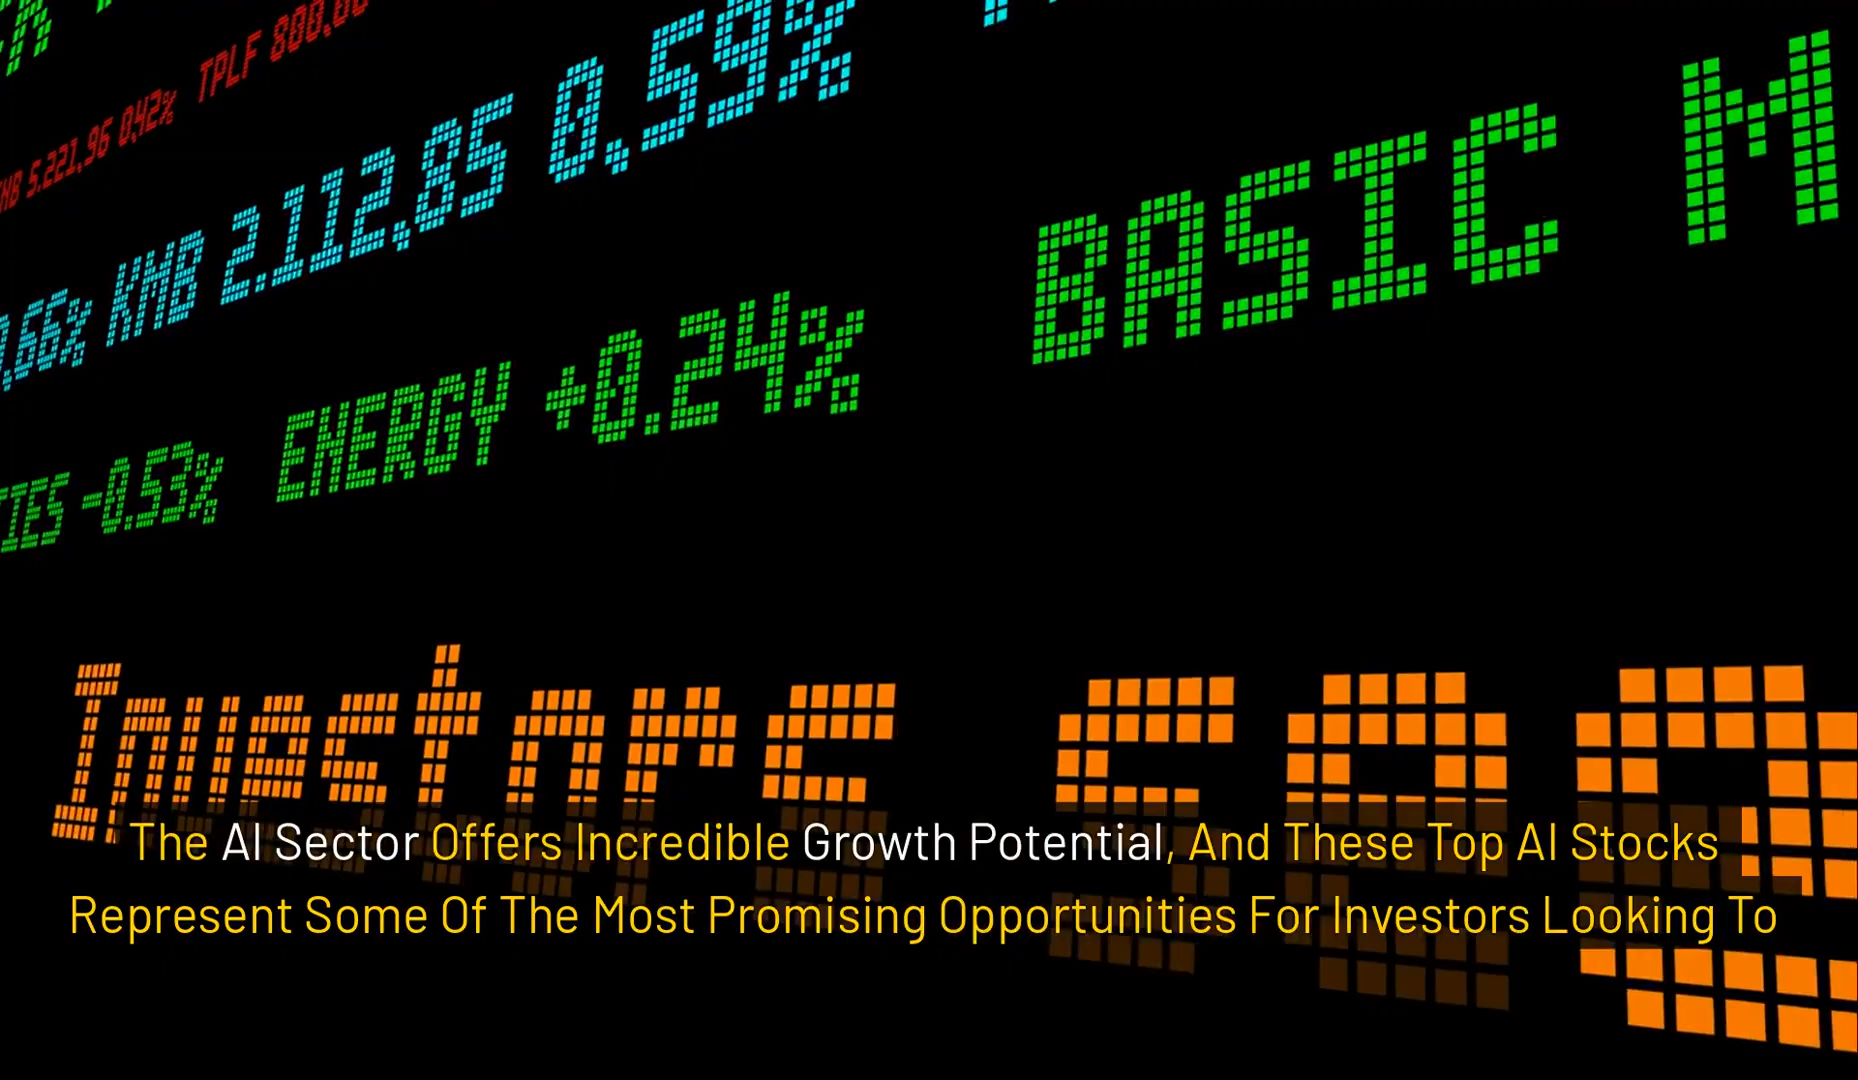 TPLF 800.00
5.221,96 0,42%
KMB 2.112,85 0,59%
0,66%
BASIC M
ENERGY +0.24%
-0.53%
Investors
The AI Sector Offers Incredible Growth Potential, And These Top AI Stocks
Represent Some Of The Most Promising Opportunities For Investors Looking To